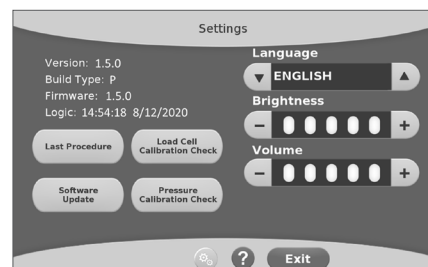 Settings
Version: 1.5.0
Build Type: P
Firmware: 1.5.0
Logic: 14:54:18 8/12/2020
Last Procedure
Load Cell
Calibration Check
Software
Update
Pressure
Calibration Check
Language
▼ ENGLISH ▲
Brightness
− +
Volume
− +
? Exit